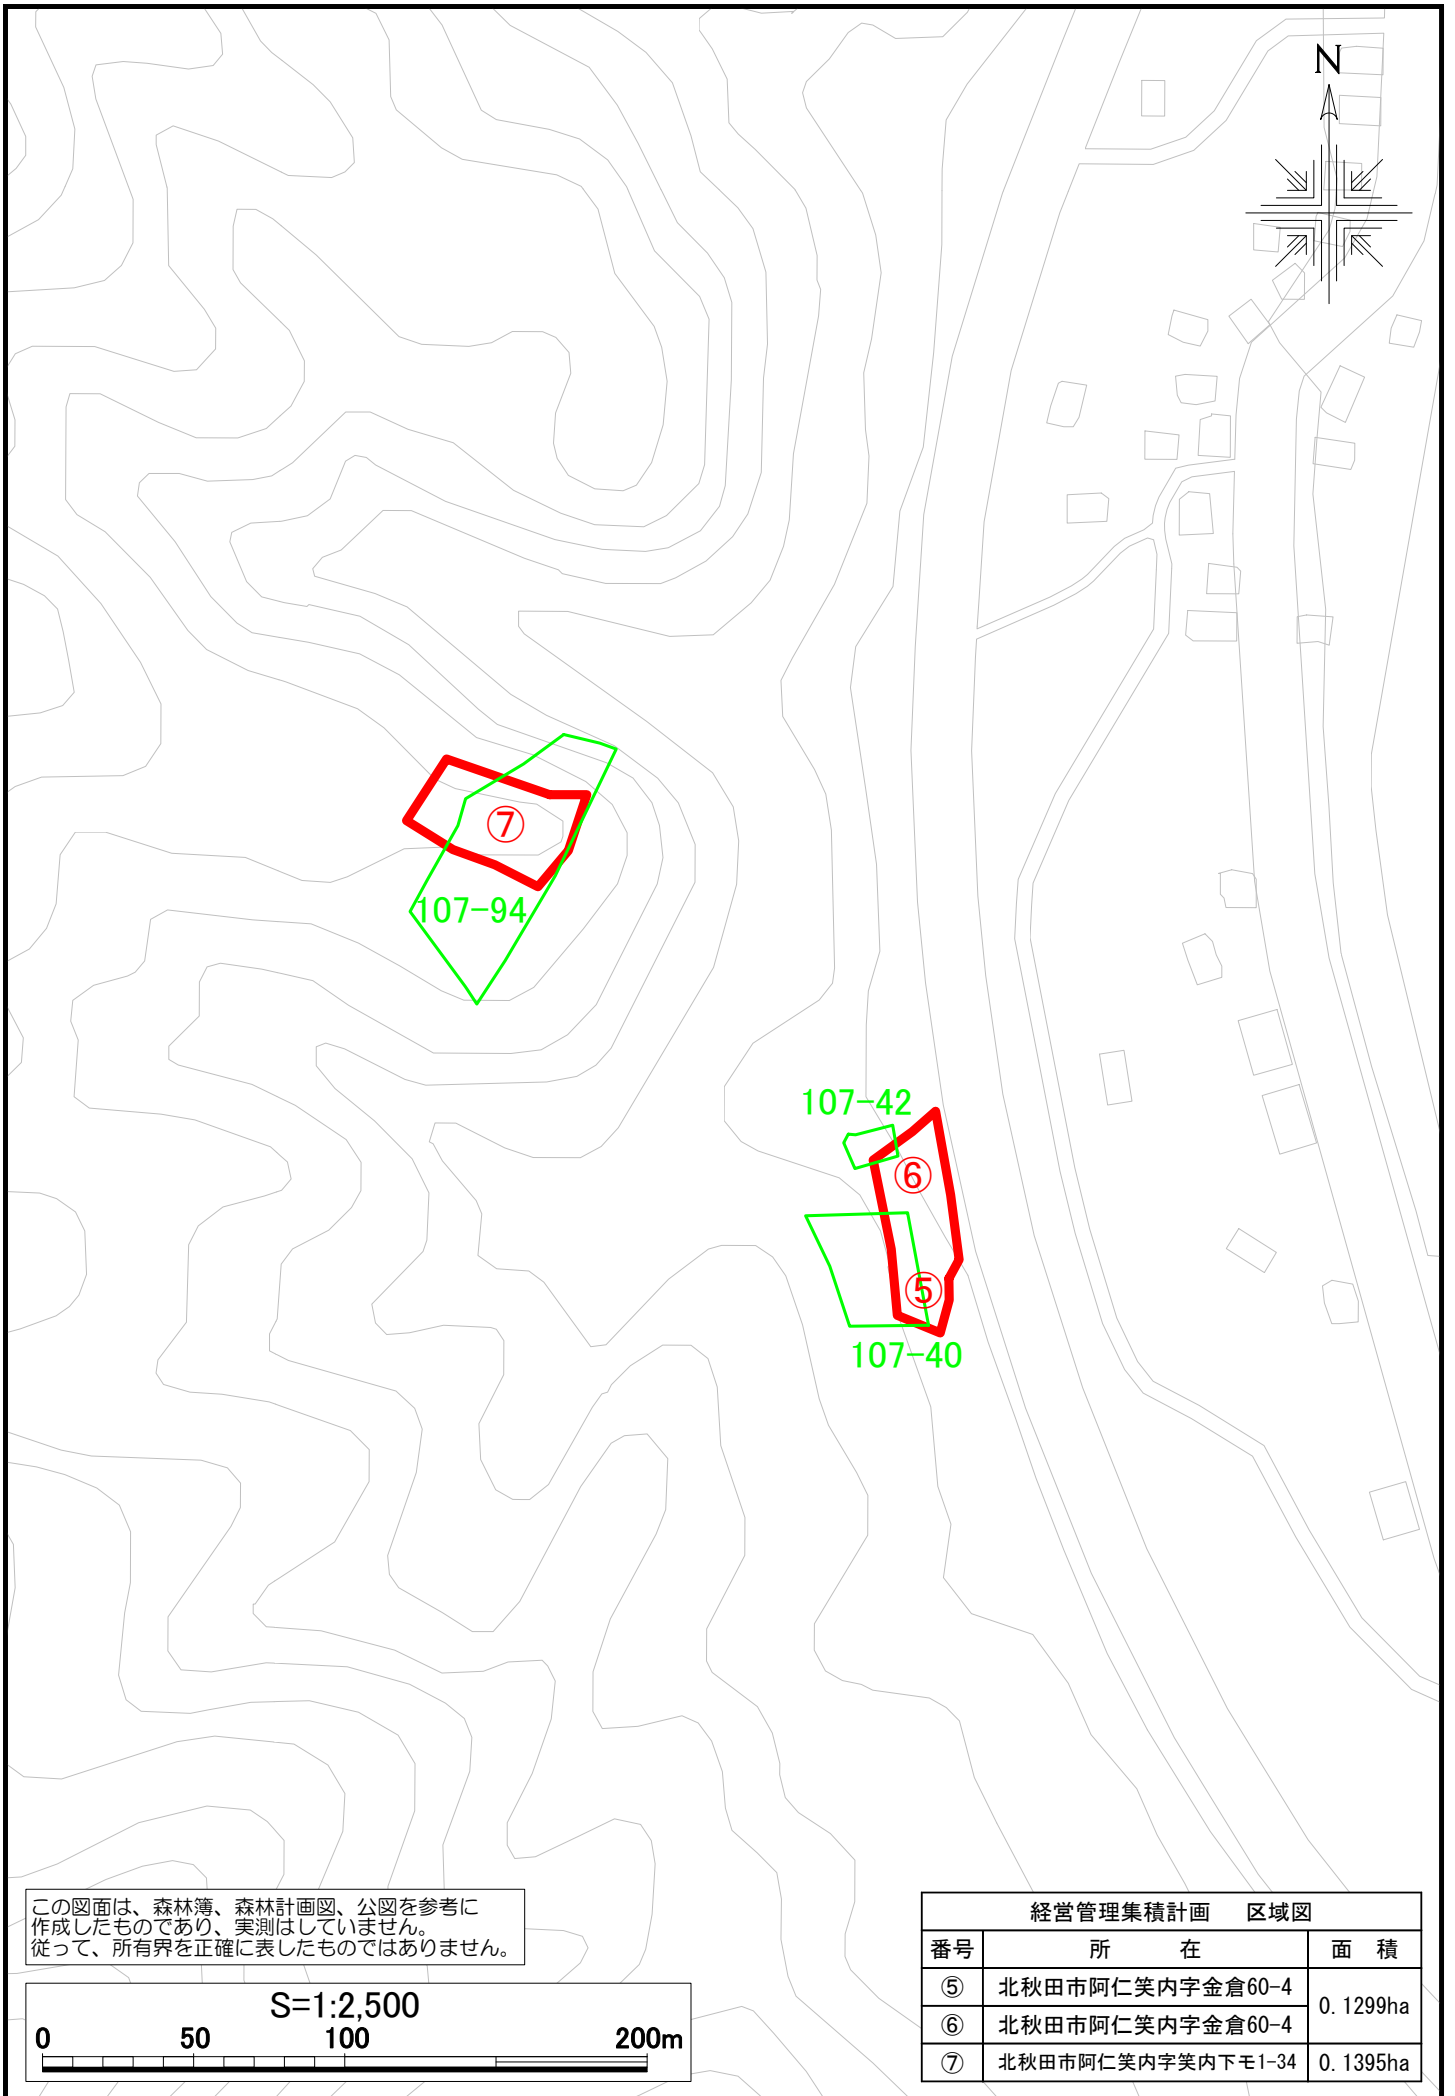 N
⑦
107-94
107-42
⑥
⑤
107-40
この図面は、森林簿、森林計画図、公図を参考に
作成したものであり、実測はしていません。
従って、所有界を正確に表したものではありません。
S=1:2,500
0 50 100 200m
経営管理集積計画 区域図
番号 所在 面積
⑤ 北秋田市阿仁笑内字金倉60-4 0.1299ha
⑥ 北秋田市阿仁笑内字金倉60-4
⑦ 北秋田市阿仁笑内字笑内下モ1-34 0.1395ha